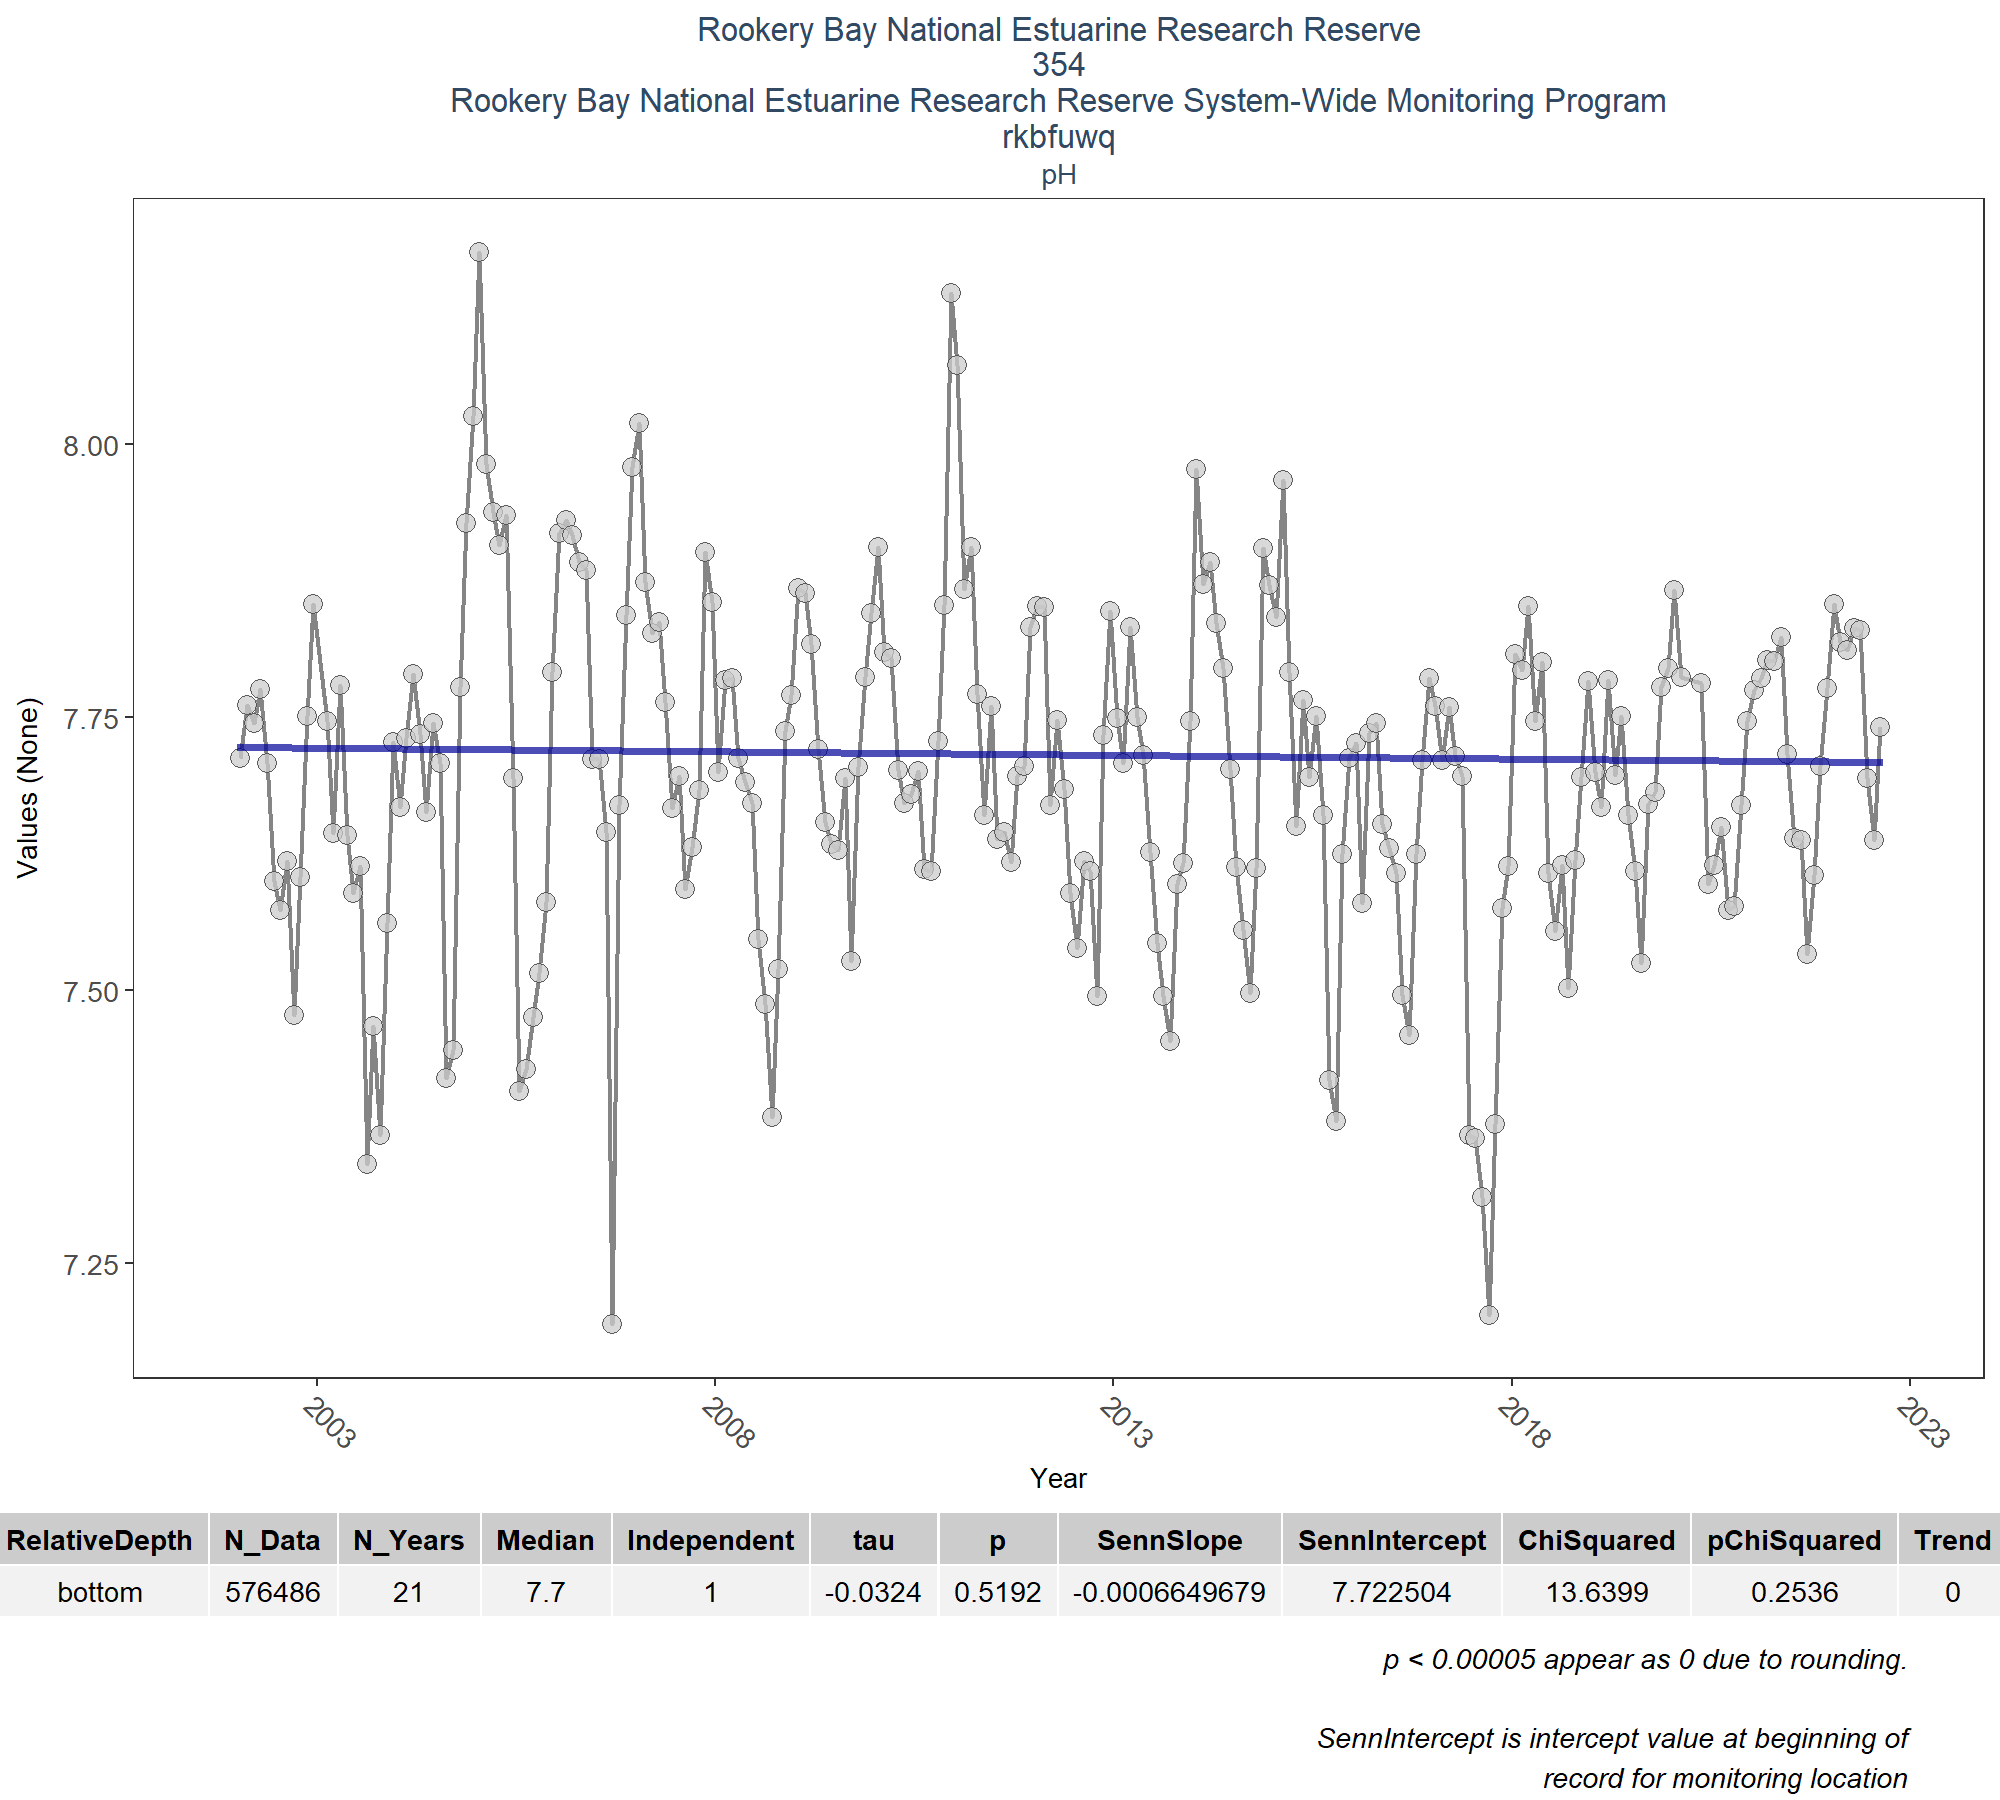 Rookery Bay National Estuarine Research Reserve
354
Rookery Bay National Estuarine Research Reserve System-Wide Monitoring Program
rkbfuwq
pH
Values (None)
8.00
7.75
7.50
7.25
2003 2008 2013 2018 2023
Year
RelativeDepth N_Data N_Years Median Independent tau p SennSlope SennIntercept ChiSquared pChiSquared Trend
bottom 576486 21 7.7 1 -0.0324 0.5192 -0.0006649679 7.722504 13.6399 0.2536 0
p < 0.00005 appear as 0 due to rounding.
SennIntercept is intercept value at beginning of
record for monitoring location